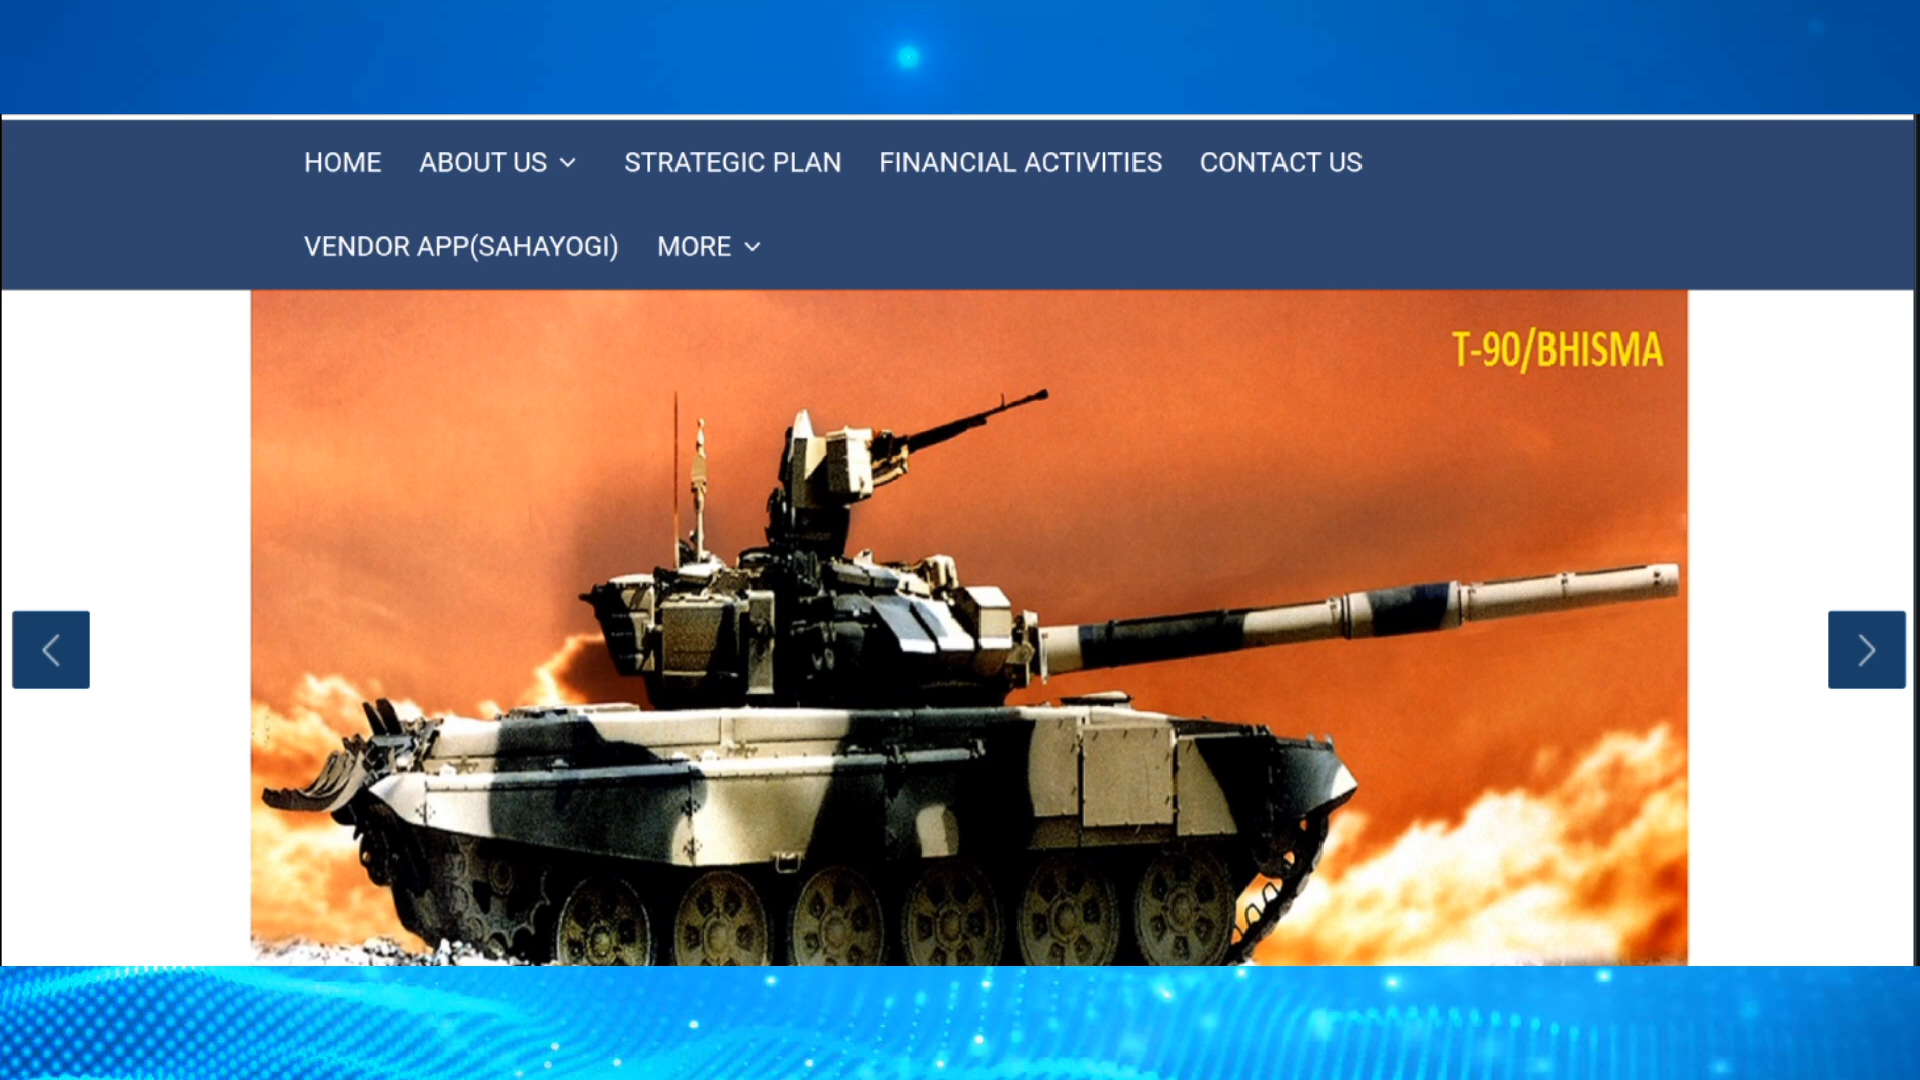 HOME ABOUT US STRATEGIC PLAN FINANCIAL ACTIVITIES CONTACT US
VENDOR APP(SAHAYOGI) MORE
T-90/BHISMA